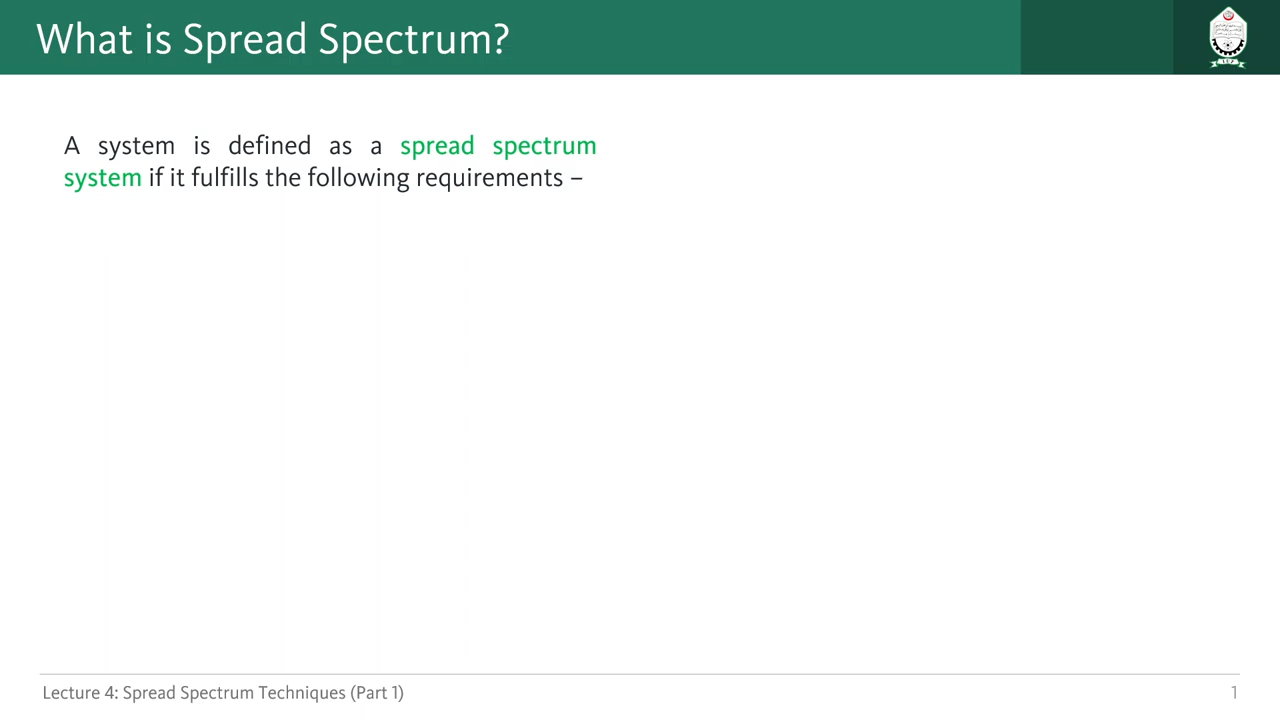 What is Spread Spectrum?
A system is defined as a spread spectrum
system if it fulfills the following requirements –
Lecture 4: Spread Spectrum Techniques (Part 1)
1